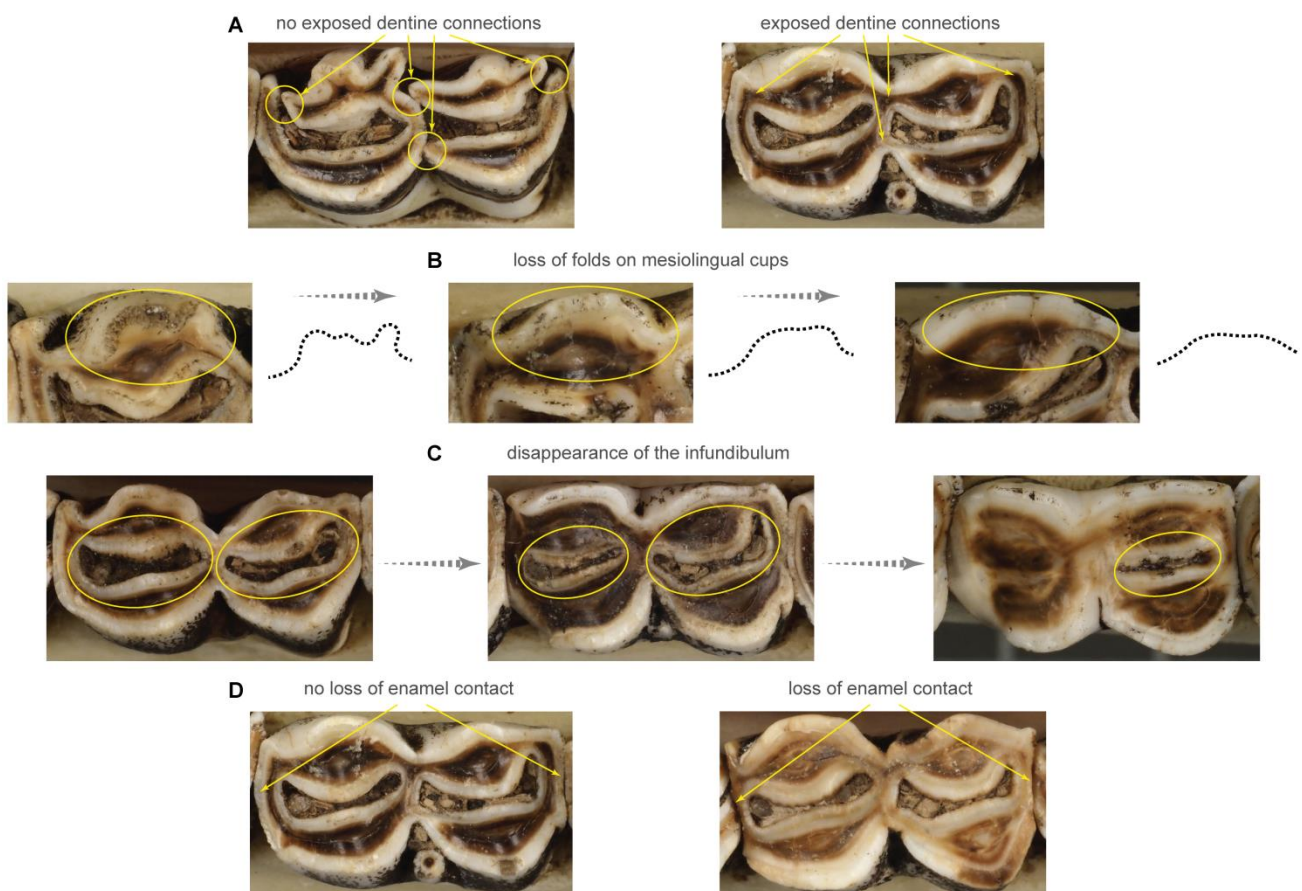 A
no exposed dentine connections
exposed dentine connections
B
loss of folds on mesiolingual cups
C
disappearance of the infundibulum
D
no loss of enamel contact
loss of enamel contact